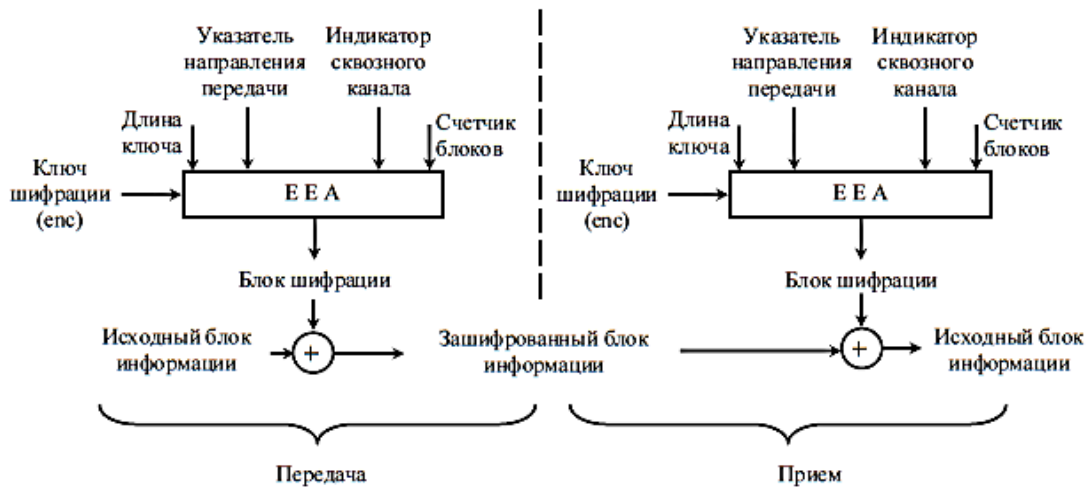 Указатель
направления
передачи
Индикатор
сквозного
канала
Длина
ключа
Счетчик
блоков
Ключ
шифрации
(enc)
E E A
Блок шифрации
Исходный блок
информации
+
Зашифрованный блок
информации
Передача
Указатель
направления
передачи
Индикатор
сквозного
канала
Длина
ключа
Счетчик
блоков
Ключ
шифрации
(enc)
E E A
Блок шифрации
+
Исходный блок
информации
Прием